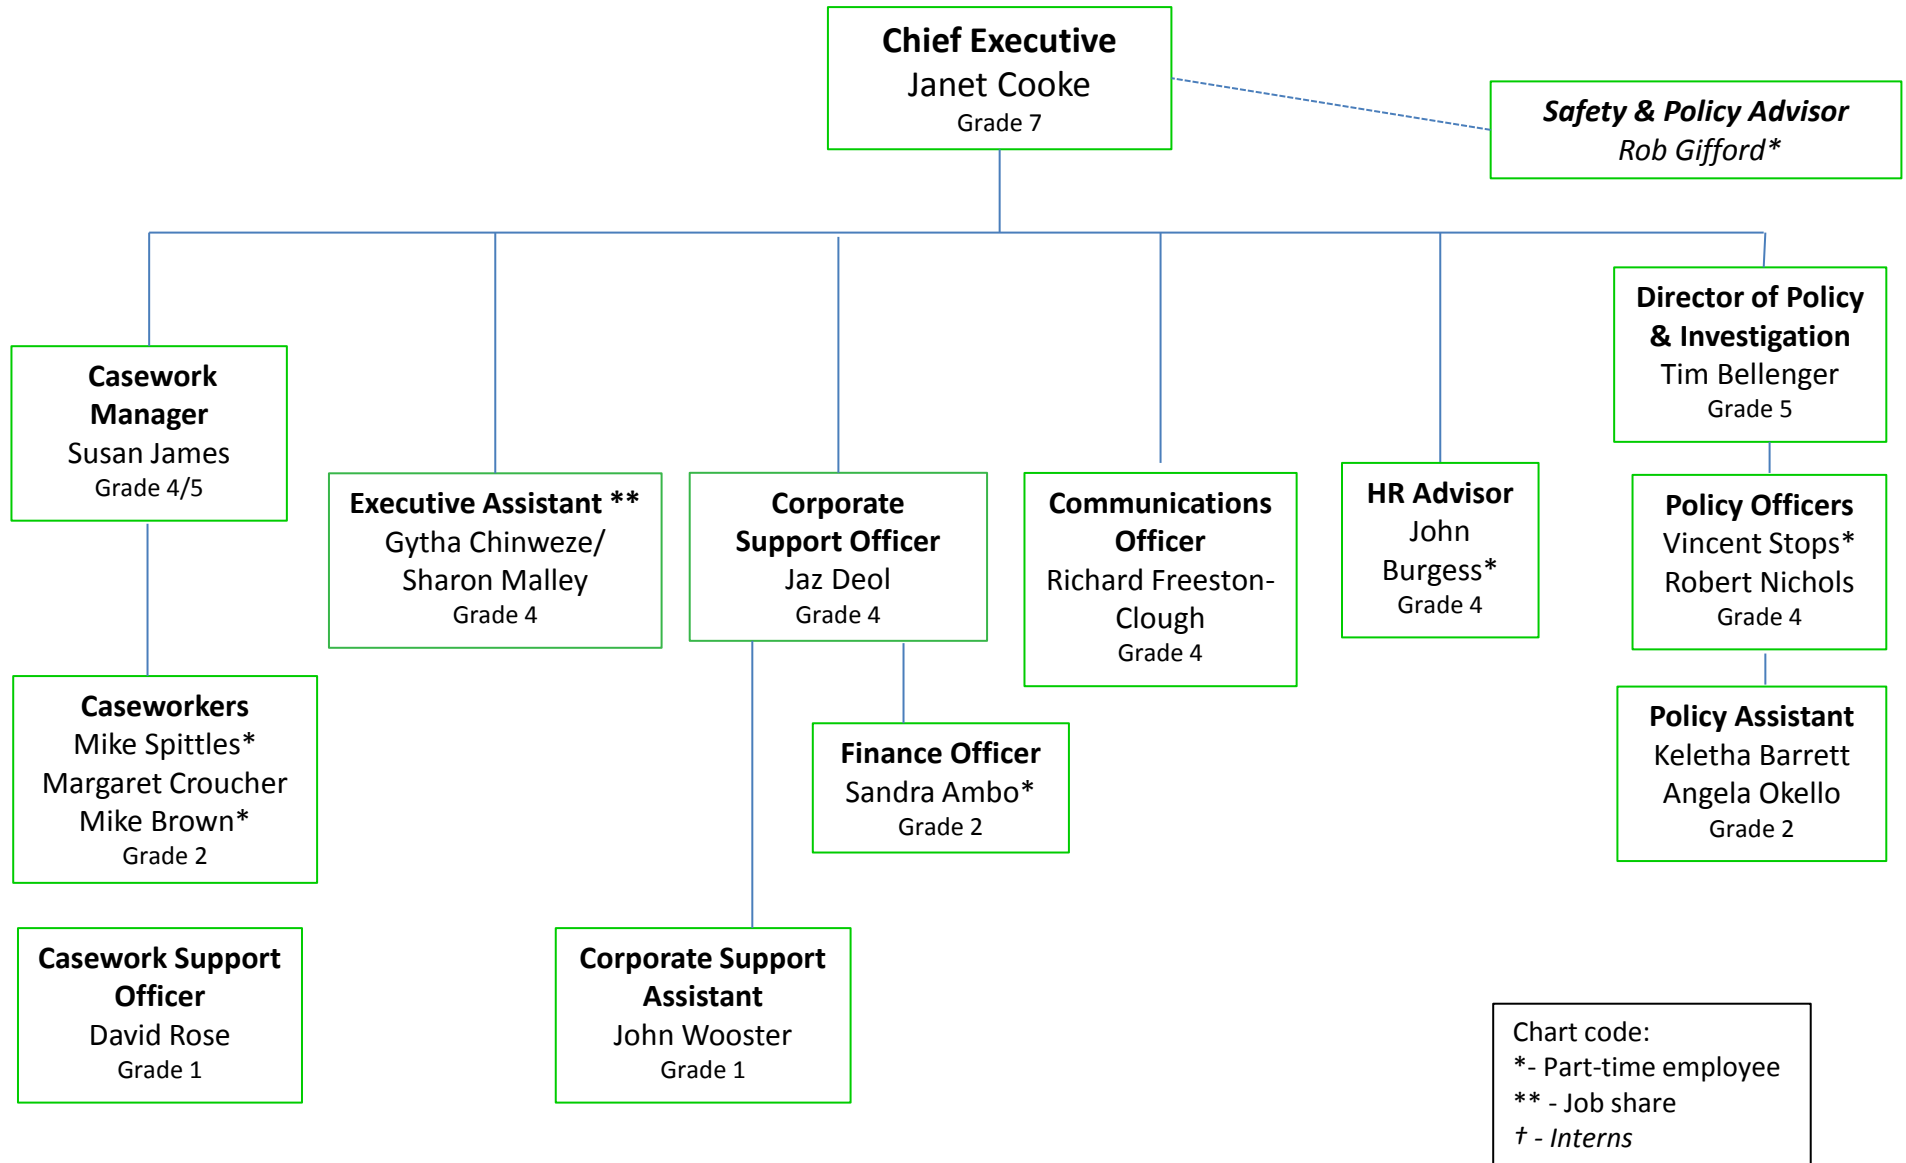 Chief Executive
Janet Cooke
Grade 7
Safety & Policy Advisor
Rob Gifford*
Casework
Manager
Susan James
Grade 4/5
Executive Assistant **
Gytha Chinweze/
Sharon Malley
Grade 4
Corporate
Support Officer
Jaz Deol
Grade 4
Communications
Officer
Richard Freeston-
Clough
Grade 4
HR Advisor
John
Burgess*
Grade 4
Director of Policy
& Investigation
Tim Bellenger
Grade 5
Policy Officers
Vincent Stops*
Robert Nichols
Grade 4
Caseworkers
Mike Spittles*
Margaret Croucher
Mike Brown*
Grade 2
Finance Officer
Sandra Ambo*
Grade 2
Policy Assistant
Keletha Barrett
Angela Okello
Grade 2
Casework Support
Officer
David Rose
Grade 1
Corporate Support
Assistant
John Wooster
Grade 1
Chart code:
*- Part-time employee
** - Job share
† - Interns